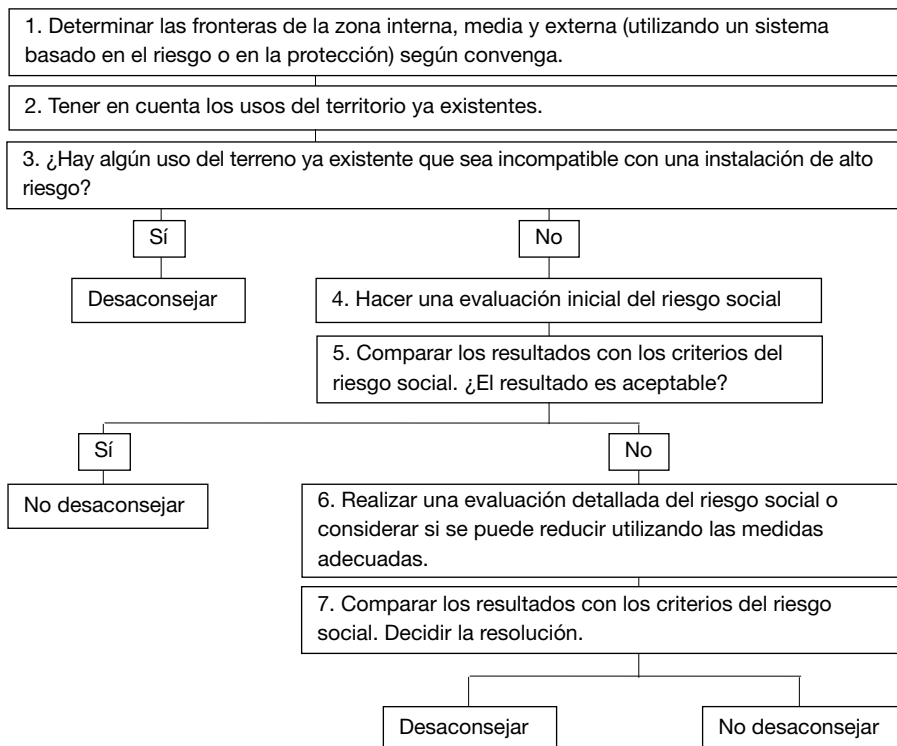 1. Determinar las fronteras de la zona interna, media y externa (utilizando un sistema
basado en el riesgo o en la protección) según convenga.
2. Tener en cuenta los usos del territorio ya existentes.
3. ¿Hay algún uso del terreno ya existente que sea incompatible con una instalación de alto
riesgo?
Sí
No
Desaconsejar
4. Hacer una evaluación inicial del riesgo social
5. Comparar los resultados con los criterios del
riesgo social. ¿El resultado es aceptable?
Sí
No
No desaconsejar
6. Realizar una evaluación detallada del riesgo social o
considerar si se puede reducir utilizando las medidas
adecuadas.
7. Comparar los resultados con los criterios del riesgo
social. Decidir la resolución.
Desaconsejar
No desaconsejar